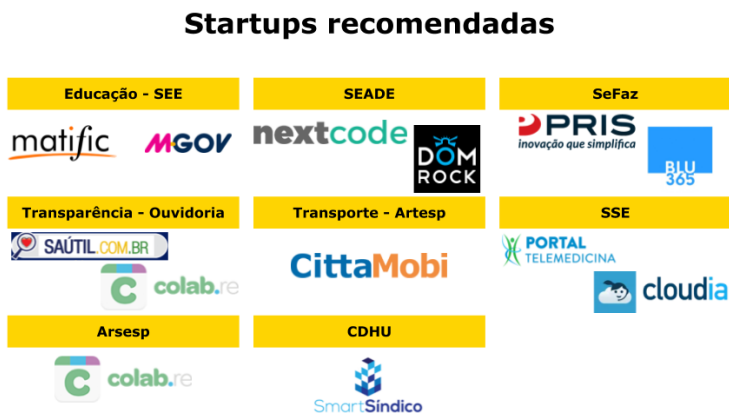 Startups recomendadas
Educação - SEE
SEADE
SeFaz
matific
MGOV
nextcode
DOM
ROCK
PRIS
inovação que simplifica
BLU
365
Transparência - Ouvidoria
Transporte - Artesp
SSE
SAÚTIL.COM.BR
C colab.re
CittaMobi
PORTAL
TELEMEDICINA
cloudia
Arsesp
CDHU
C colab.re
SmartSíndico